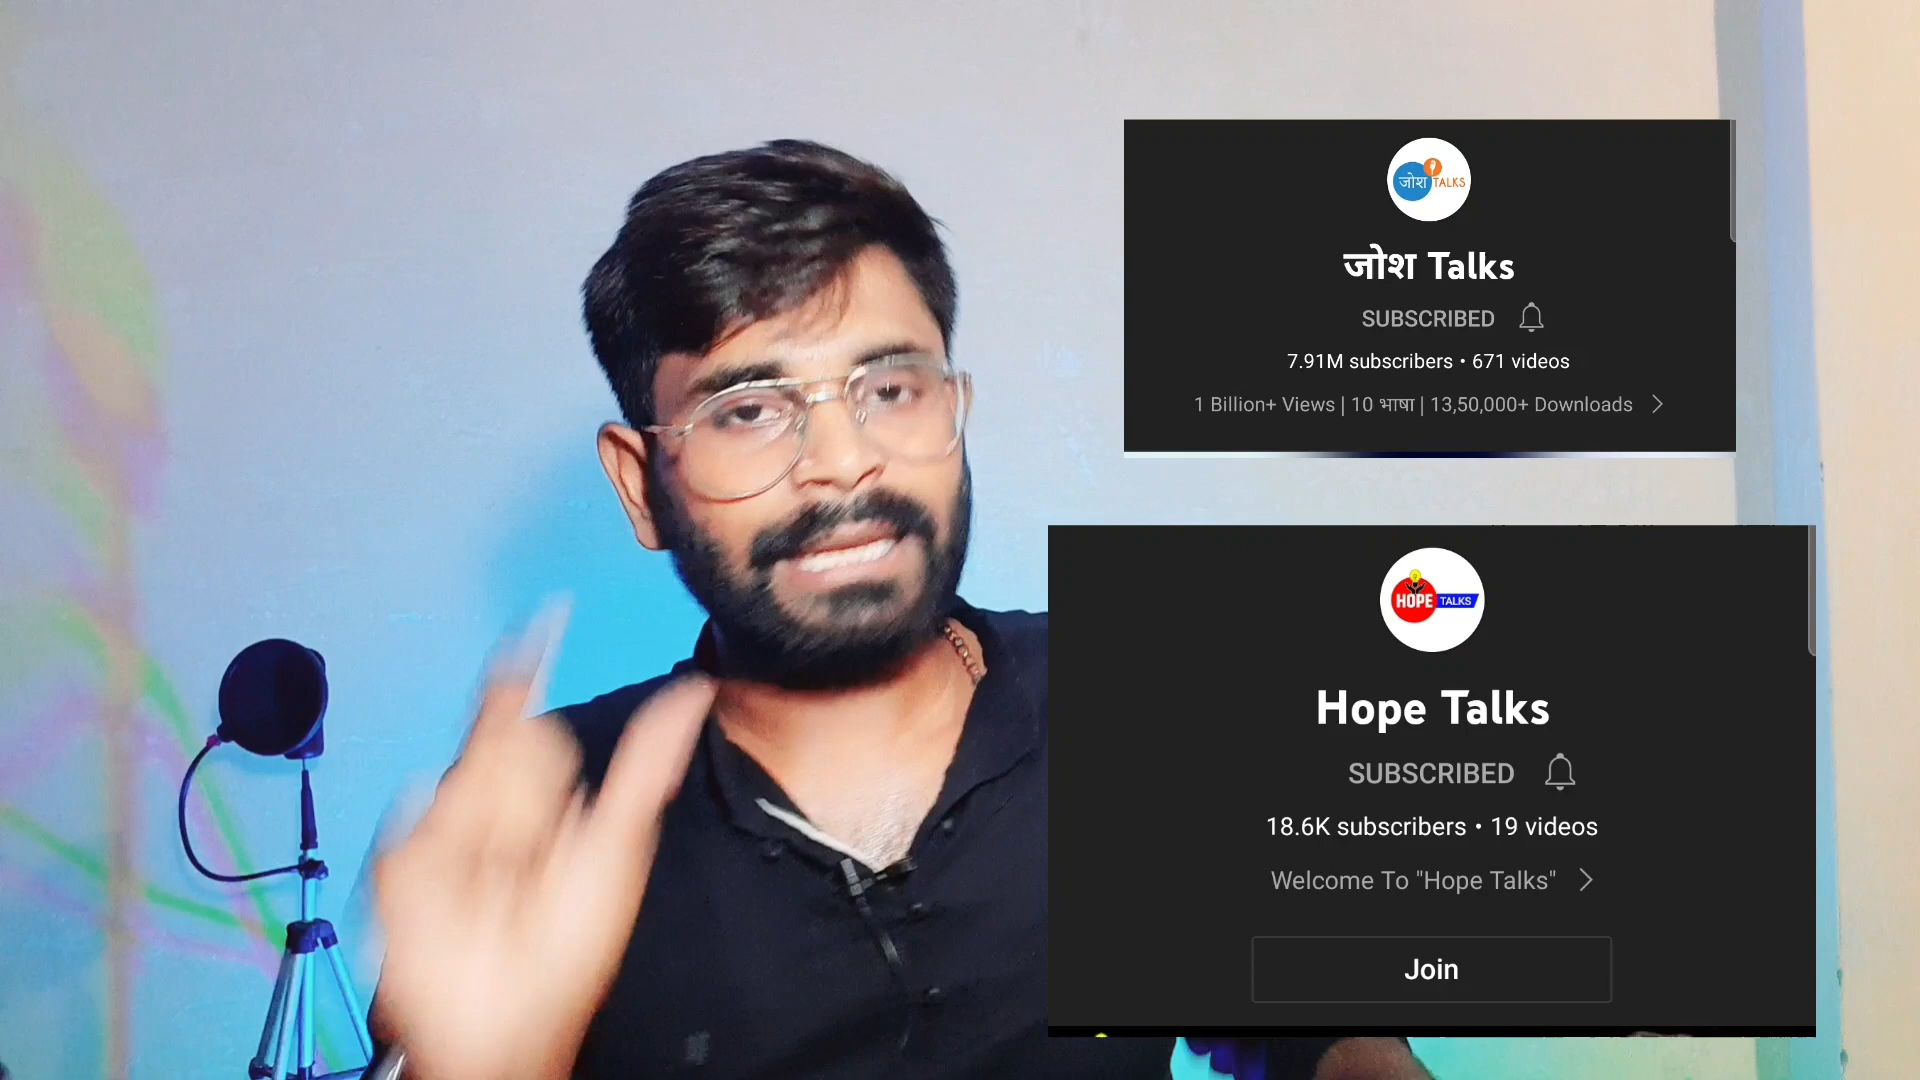 जोश TALKS
जोश Talks
SUBSCRIBED
7.91M subscribers • 671 videos
1 Billion+ Views | 10 भाषा | 13,50,000+ Downloads
HOPE TALKS
Hope Talks
SUBSCRIBED
18.6K subscribers • 19 videos
Welcome To "Hope Talks"
Join